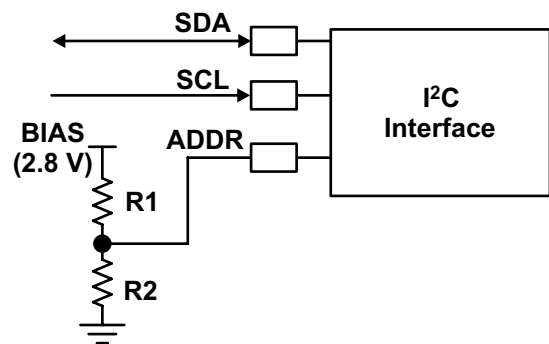 SDA
SCL
ADDR
BIAS
(2.8 V)
R1
R2
I²C
Interface